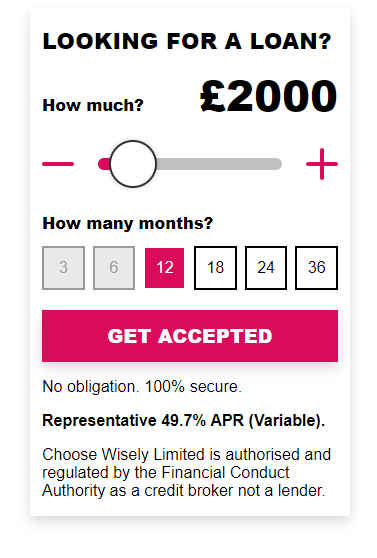 LOOKING FOR A LOAN?
How much? £2000
How many months?
3 6 12 18 24 36
GET ACCEPTED
No obligation. 100% secure.
Representative 49.7% APR (Variable).
Choose Wisely Limited is authorised and
regulated by the Financial Conduct
Authority as a credit broker not a lender.